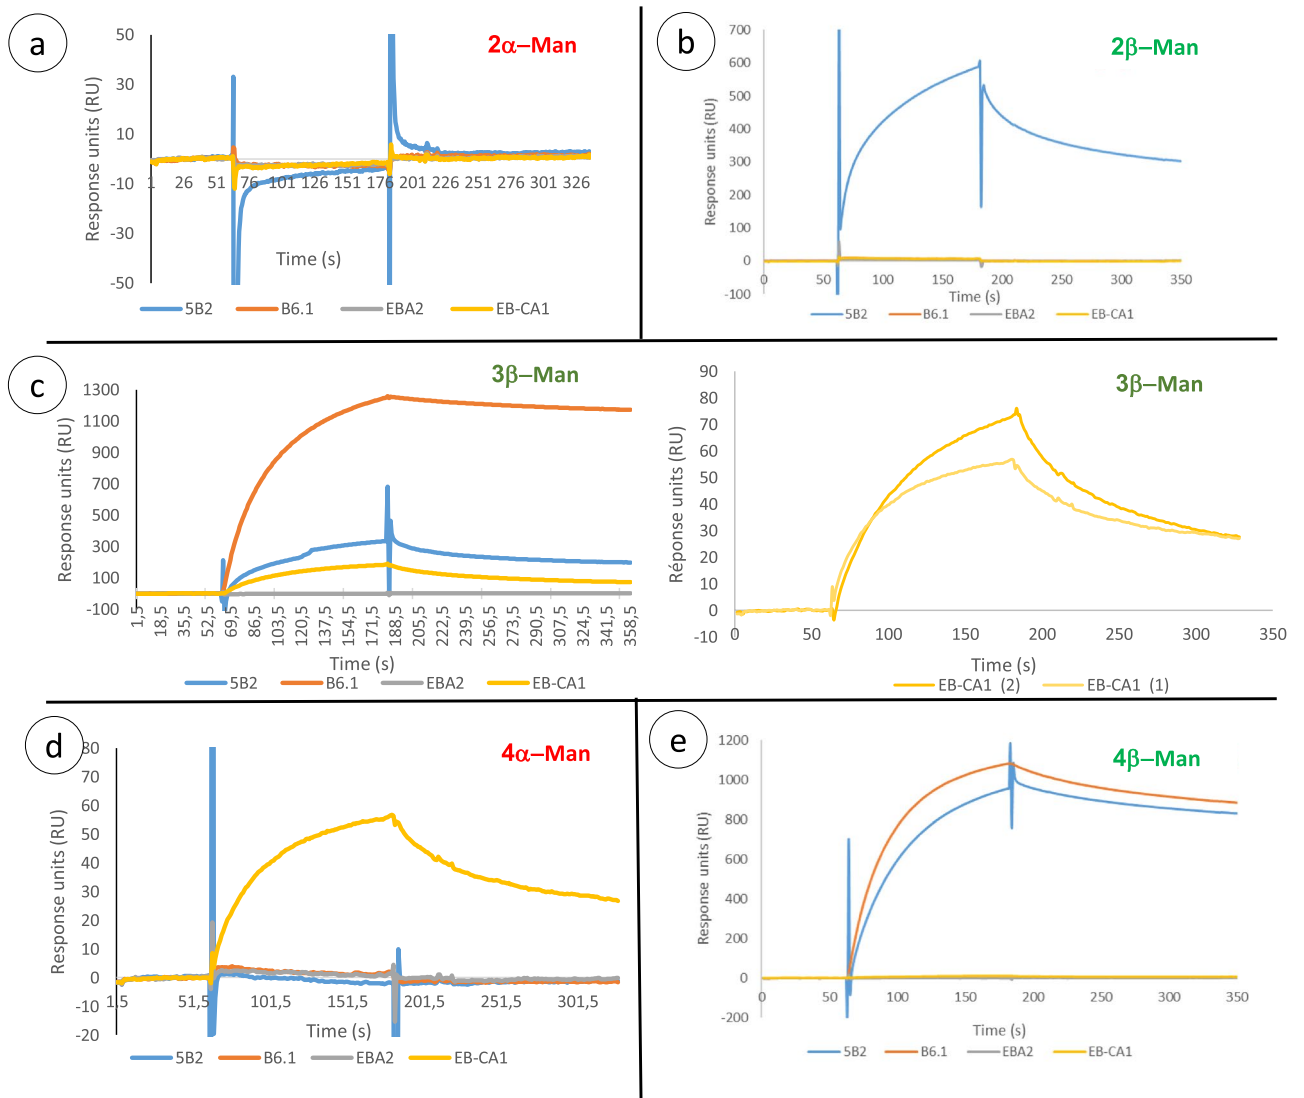 a
2α–Man
50
30
10
-10
-30
-50
Response units (RU)
1 26 51 76 101 126 151 176 201 226 251 276 301 326
Time (s)
5B2 B6.1 EBA2 EB-CA1
b
2β–Man
700
600
500
400
300
200
100
0
-100
Response units (RU)
0 50 100 150 200 250 300 350
Time (s)
5B2 B6.1 EBA2 EB-CA1
c
3β–Man
1300
1100
900
700
500
300
100
-100
Response units (RU)
1,5 18,5 35,5 52,5 69,5 86,5 103,5 120,5 137,5 154,5 171,5 188,5 205,5 222,5 239,5 256,5 273,5 290,5 307,5 324,5 341,5 358,5
Time (s)
5B2 B6.1 EBA2 EB-CA1
3β–Man
90
80
70
60
50
40
30
20
10
0
-10
Réponse units (RU)
0 50 100 150 200 250 300 350
Time (s)
EB-CA1 (2) EB-CA1 (1)
d
4α–Man
80
70
60
50
40
30
20
10
0
-10
-20
Response units (RU)
1,5 51,5 101,5 151,5 201,5 251,5 301,5
Time (s)
5B2 B6.1 EBA2 EB-CA1
e
4β–Man
1200
1000
800
600
400
200
0
-200
Response units (RU)
0 50 100 150 200 250 300 350
Time (s)
5B2 B6.1 EBA2 EB-CA1